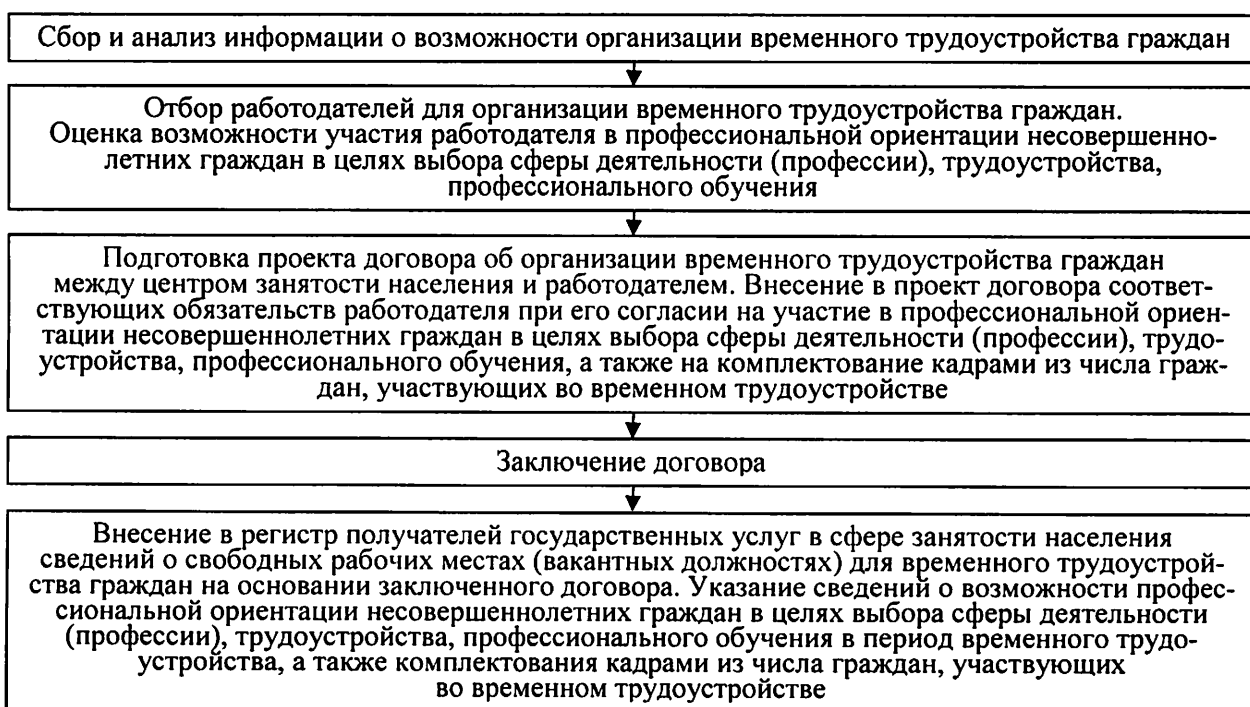 Сбор и анализ информации о возможности организации временного трудоустройства граждан
Отбор работодателей для организации временного трудоустройства граждан.
Оценка возможности участия работодателя в профессиональной ориентации несовершенно-
летних граждан в целях выбора сферы деятельности (профессии), трудоустройства,
профессионального обучения
Подготовка проекта договора об организации временного трудоустройства граждан
между центром занятости населения и работодателем. Внесение в проект договора соответ-
ствующих обязательств работодателя при его согласии на участие в профессиональной ориен-
тации несовершеннолетних граждан в целях выбора сферы деятельности (профессии), трудо-
устройства, профессионального обучения, а также на комплектование кадрами из числа граж-
дан, участвующих во временном трудоустройстве
Заключение договора
Внесение в регистр получателей государственных услуг в сфере занятости населения
сведений о свободных рабочих местах (вакантных должностях) для временного трудоустрой-
ства граждан на основании заключенного договора. Указание сведений о возможности профес-
сиональной ориентации несовершеннолетних граждан в целях выбора сферы деятельности
(профессии), трудоустройства, профессионального обучения в период временного трудо-
устройства, а также комплектования кадрами из числа граждан, участвующих
во временном трудоустройстве